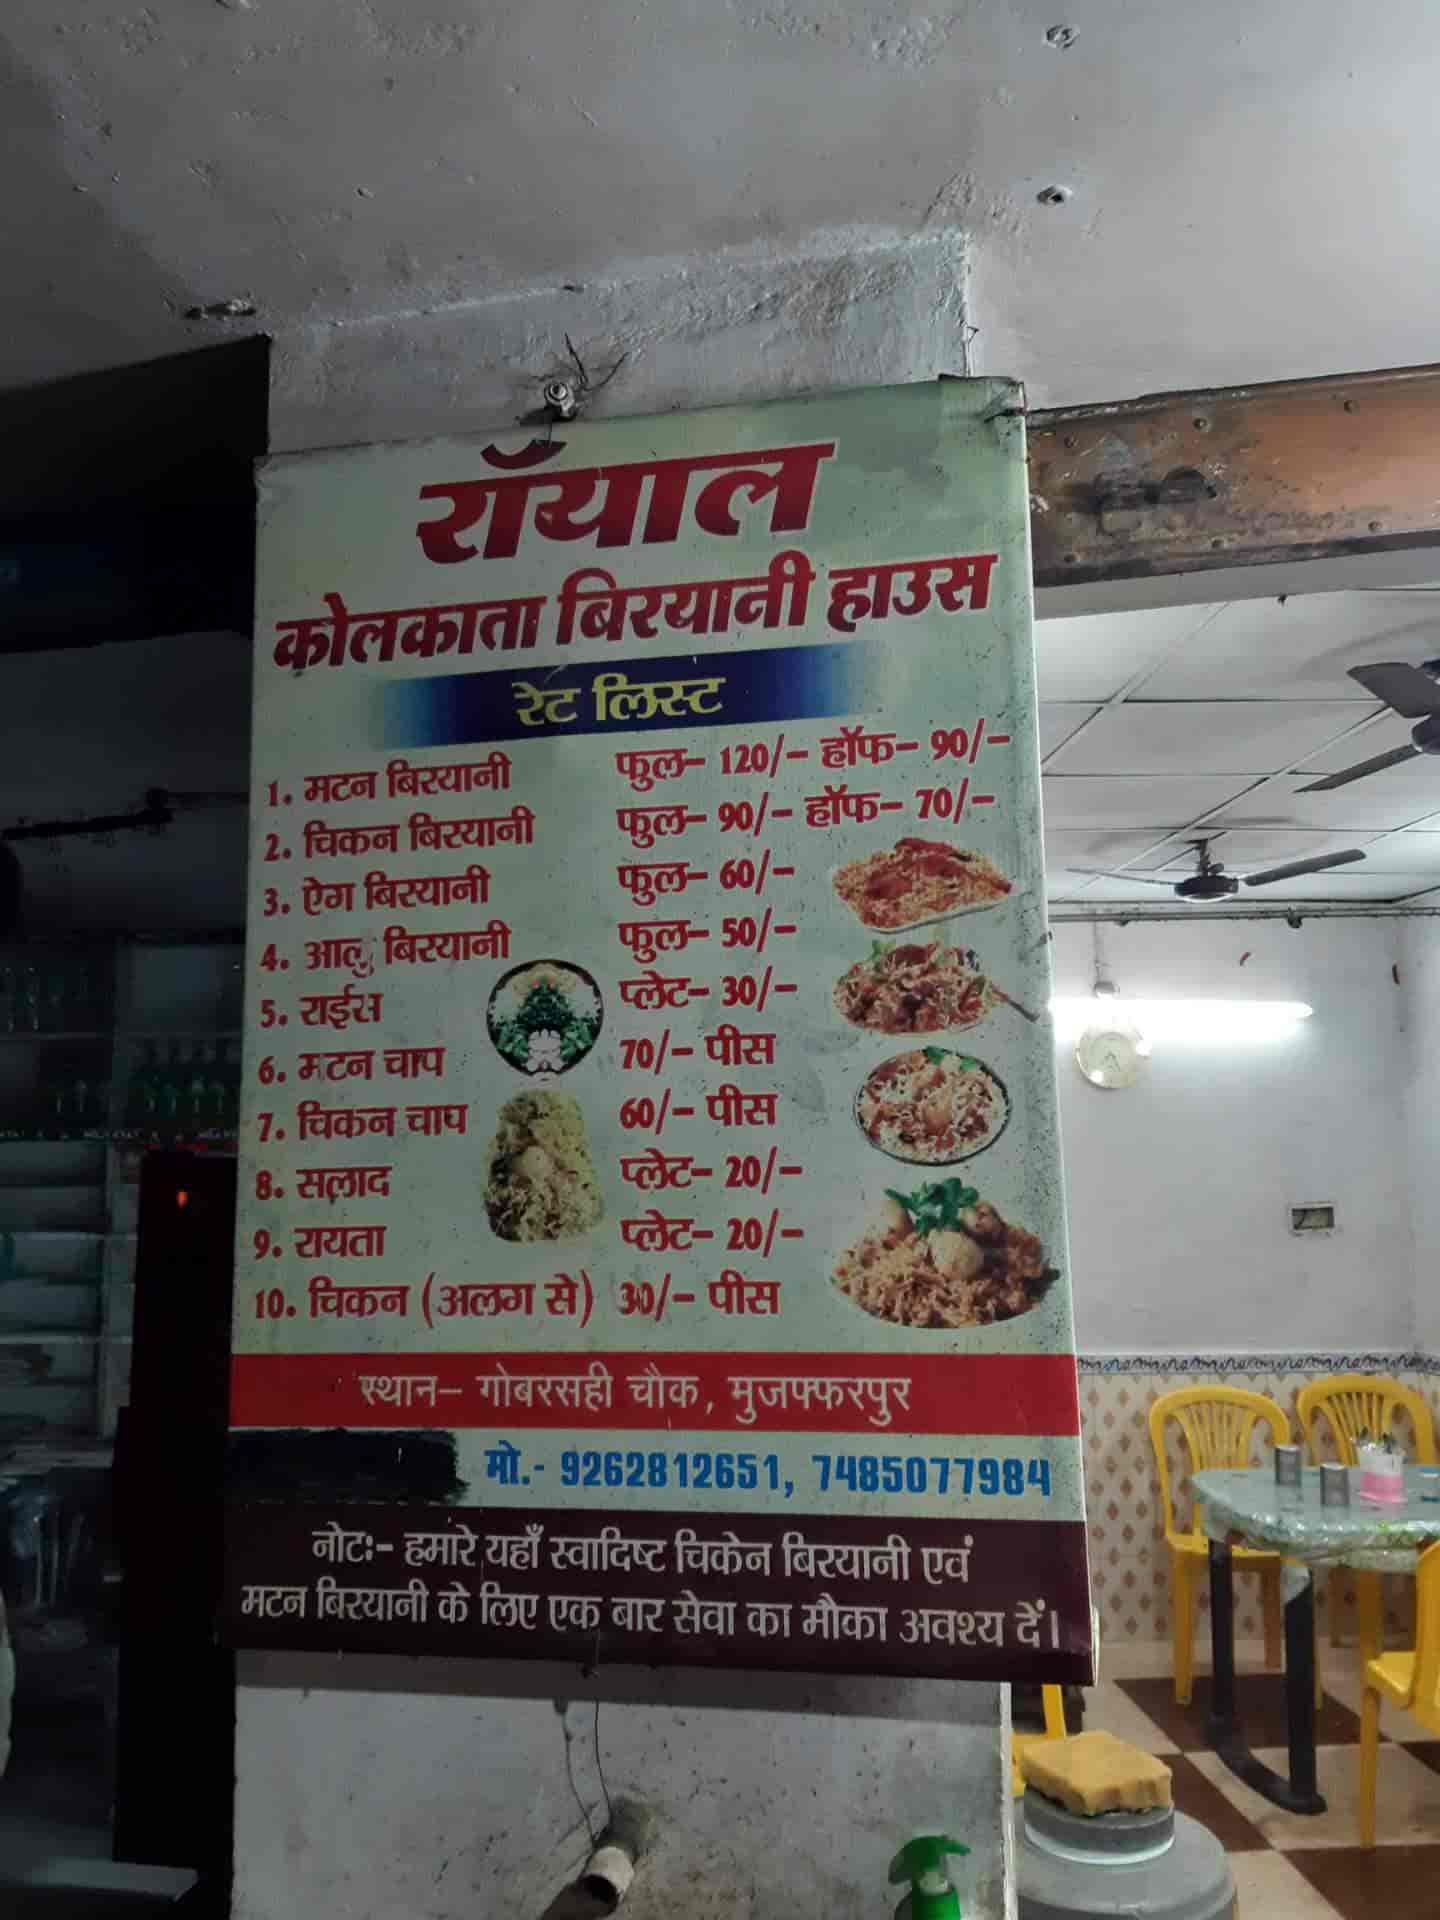 रॉयाल
कोलकाता बिरयानी हाउस
रेट लिस्ट
1. मटन बिरयानी फुल- 120/- हॉफ- 90/-
2. चिकन बिरयानी फुल- 90/- हॉफ- 70/-
3. ऐग बिरयानी फुल- 60/-
4. आलु बिरयानी फुल- 50/-
5. राईस प्लेट- 30/-
6. मटन चाप 70/- पीस
7. चिकन चाप 60/- पीस
8. सलाद प्लेट- 20/-
9. रायता प्लेट- 20/-
10. चिकन (अलग से) 30/- पीस
स्थान- गोबरसही चौक, मुजफ्फरपुर
मो.- 9262812651, 7485077984
नोटः- हमारे यहाँ स्वादिष्ट चिकेन बिरयानी एवं
मटन बिरयानी के लिए एक बार सेवा का मौका अवश्य दें।